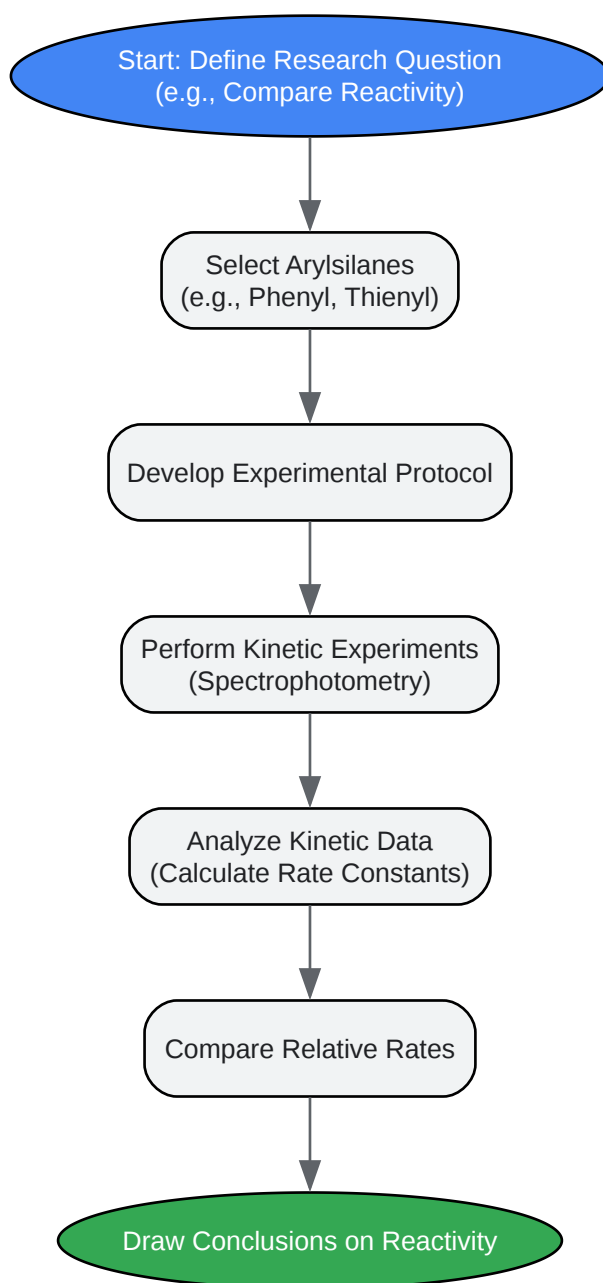 Start: Define Research Question
(e.g., Compare Reactivity)
Select Arylsilanes
(e.g., Phenyl, Thienyl)
Develop Experimental Protocol
Perform Kinetic Experiments
(Spectrophotometry)
Analyze Kinetic Data
(Calculate Rate Constants)
Compare Relative Rates
Draw Conclusions on Reactivity